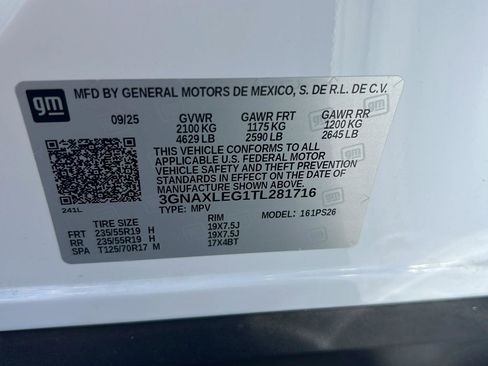 gm
MFD BY GENERAL MOTORS DE MEXICO, S. DE R.L. DE C.V.
09/25 GVWR GAWR FRT GAWR RR
2100 KG 1175 KG 1200 KG
4629 LB 2590 LB 2645 LB
THIS VEHICLE CONFORMS TO ALL
APPLICABLE U.S. FEDERAL MOTOR
VEHICLE SAFETY AND THEFT PREVENTION
STANDARDS IN EFFECT ON THE DATE OF
MANUFACTURE SHOWN ABOVE.
3GNAXLEG1TL281716
TYPE: MPV MODEL: 161PS26
241L
TIRE SIZE RIM
FRT 235/55R19 H 19X7.5J
RR 235/55R19 H 19X7.5J
SPA T125/70R17 M 17X4BT